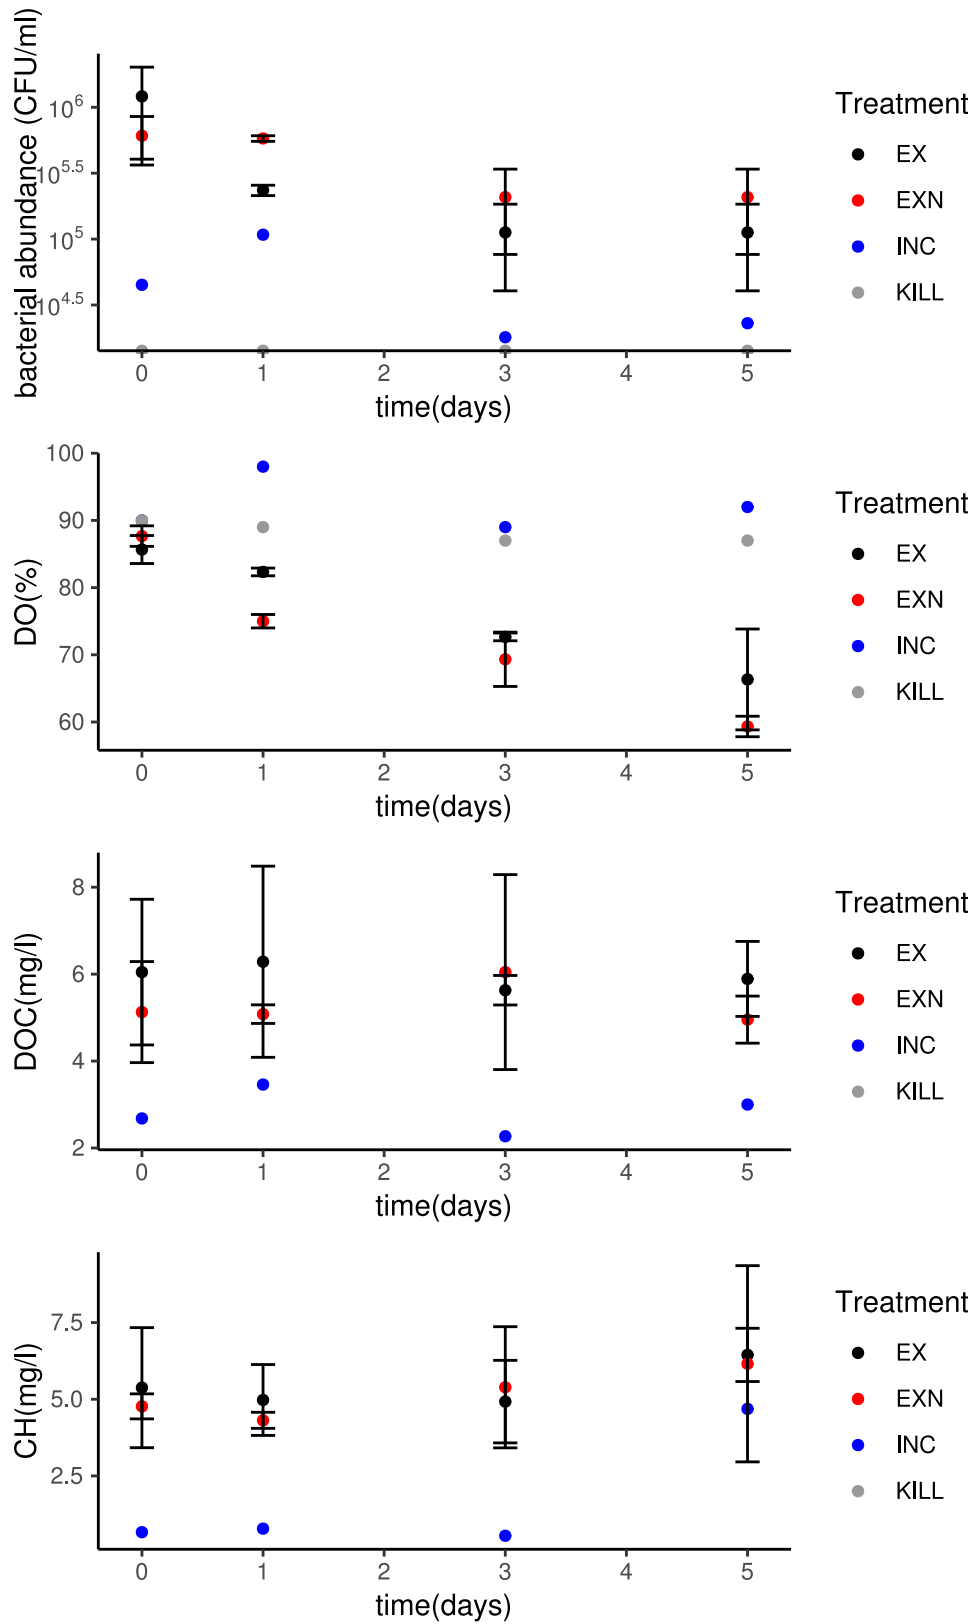 bacterial abundance (CFU/ml)
10^6
10^5.5
10^5
10^4.5
0 1 2 3 4 5
time(days)
Treatment
EX
EXN
INC
KILL
DO(%)
100
90
80
70
60
0 1 2 3 4 5
time(days)
Treatment
EX
EXN
INC
KILL
DOC(mg/l)
8
6
4
2
0 1 2 3 4 5
time(days)
Treatment
EX
EXN
INC
KILL
CH(mg/l)
7.5
5.0
2.5
0 1 2 3 4 5
time(days)
Treatment
EX
EXN
INC
KILL